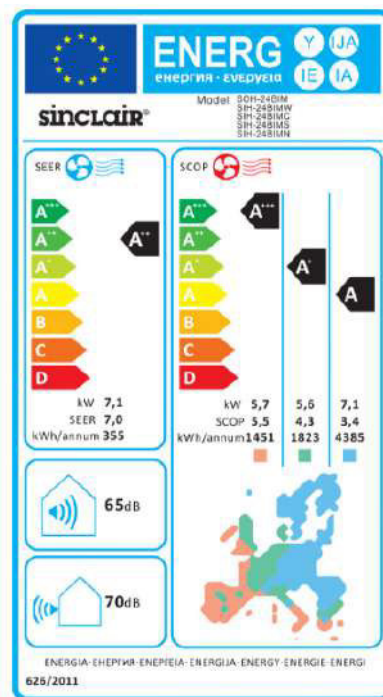 ENERG
енергия · ενεργεια
Y IJA
IE IA
sinclair®
Model SOH-24BIM
SIH-24BIMW
SIH-24BIMG
SIH-24BIMS
SIH-24BIMN
SEER
A+++
A++
A+
A
B
C
D
A++
kW 7,1
SEER 7,0
kWh/annum 355
SCOP
A+++
A++
A+
A
B
C
D
A+++
A+
A
kW 5,7 5,6 7,1
SCOP 5,5 4,3 3,4
kWh/annum 1451 1823 4385
65dB
70dB
ENERGIA·ЕНЕРГИЯ·ΕΝΕΡΓΕΙΑ·ENERGIJA·ENERGY·ENERGIE·ENERGI
626/2011